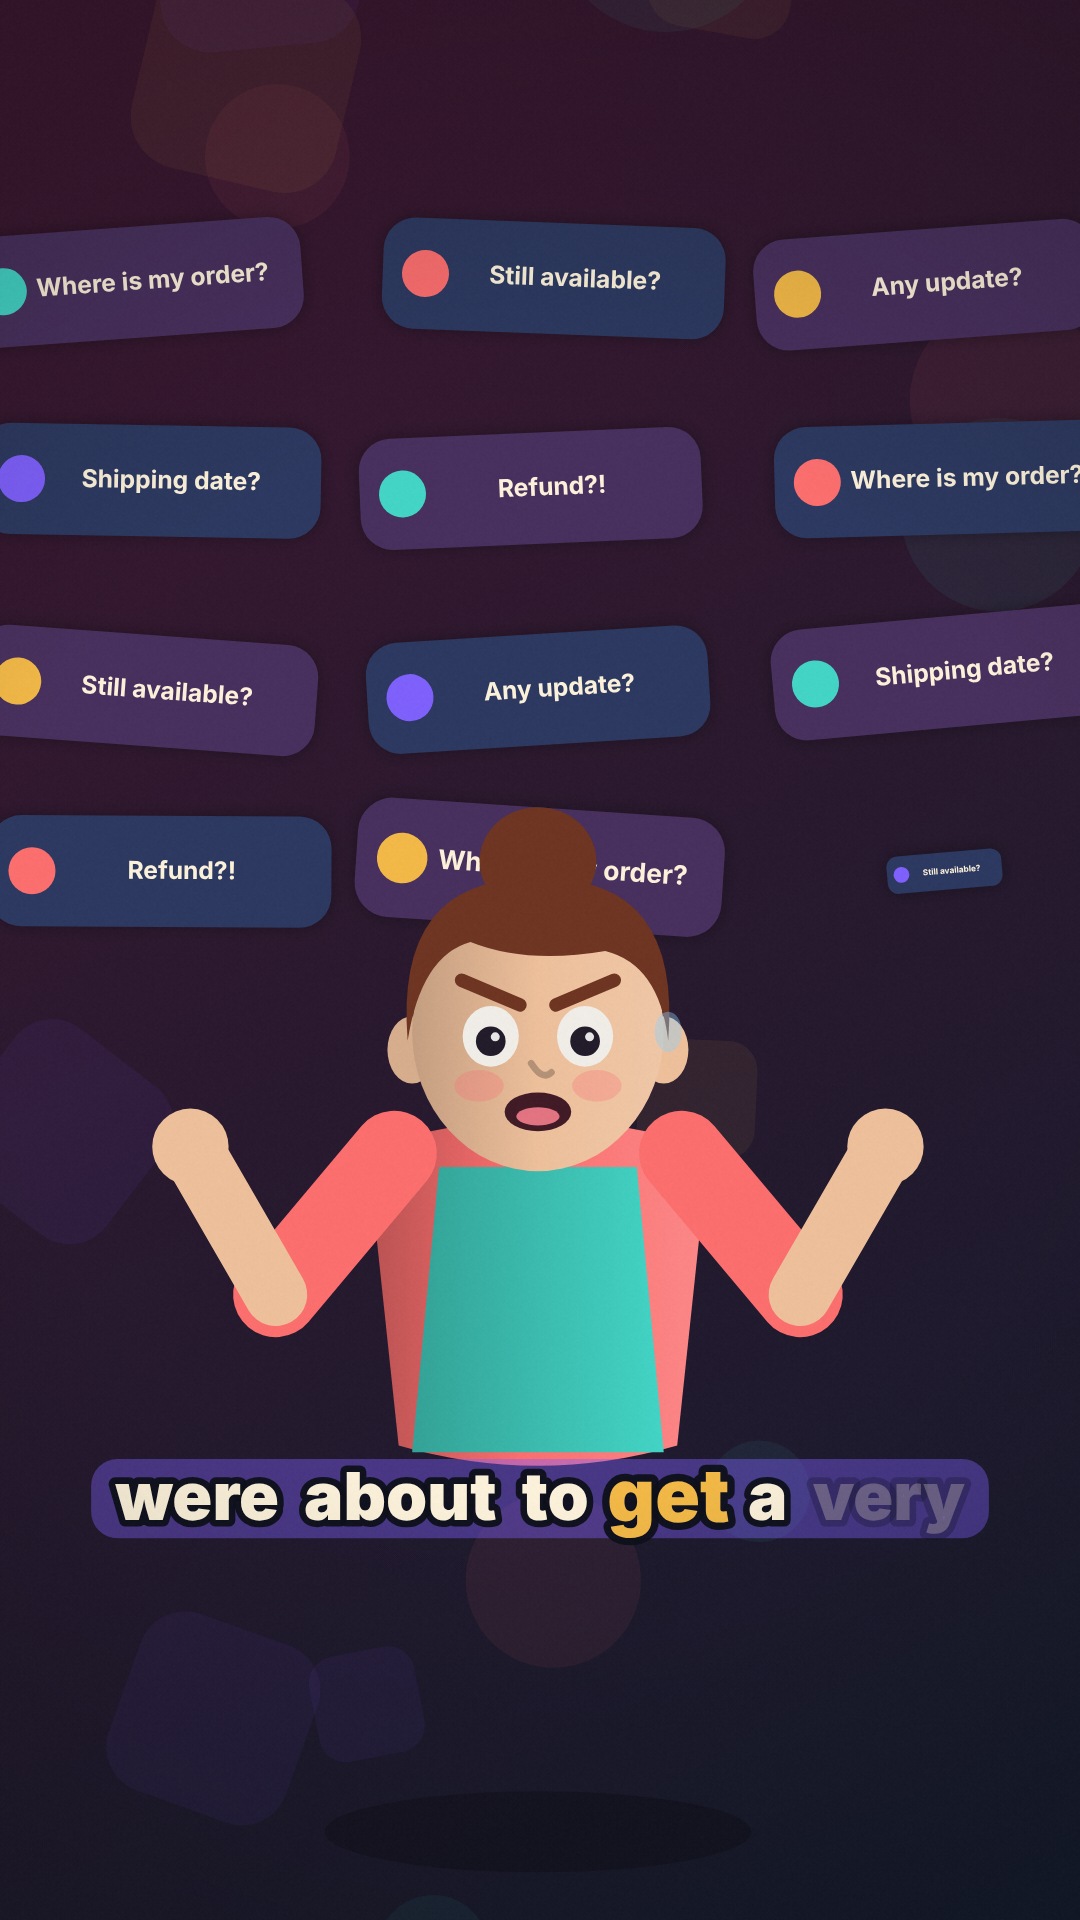 Where is my order?
Still available?
Any update?
Shipping date?
Refund?!
Where is my order?
Still available?
Any update?
Shipping date?
Refund?!
order?
Still available?
were about to get a very